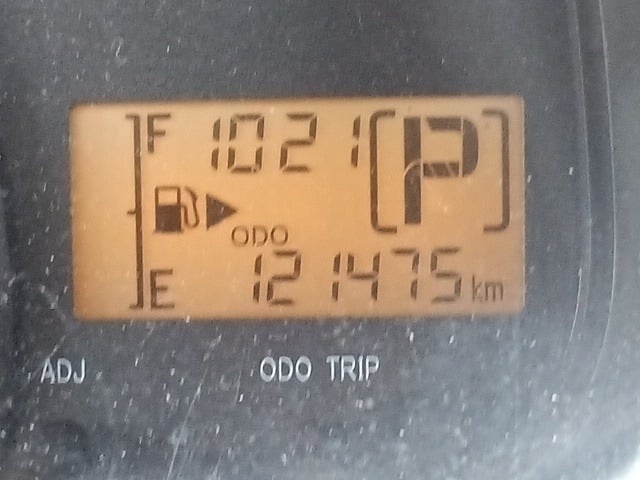 F 1021 P
ODO
E 121475 km
ADJ ODO TRIP